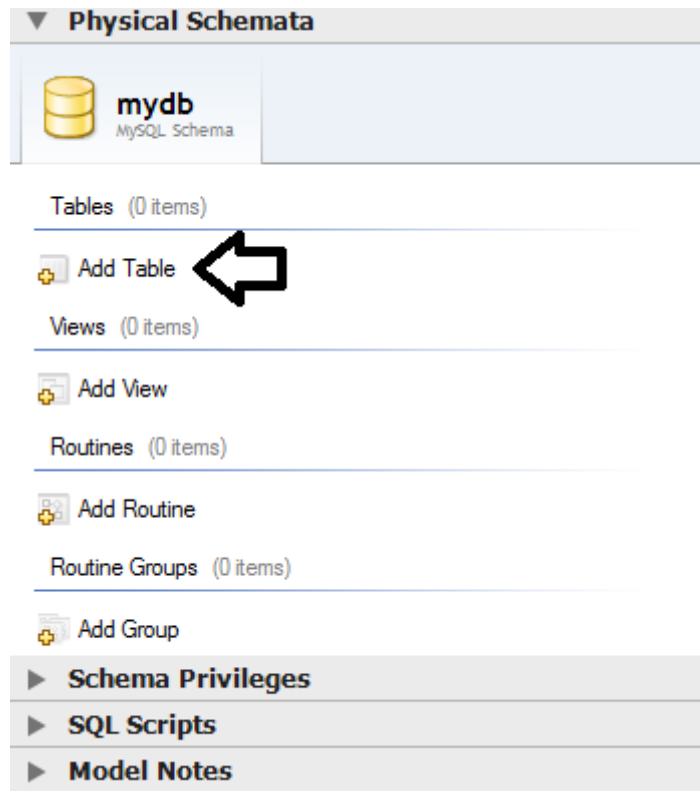 Physical Schemata
mydb
MySQL Schema
Tables (0 items)
Add Table
Views (0 items)
Add View
Routines (0 items)
Add Routine
Routine Groups (0 items)
Add Group
Schema Privileges
SQL Scripts
Model Notes